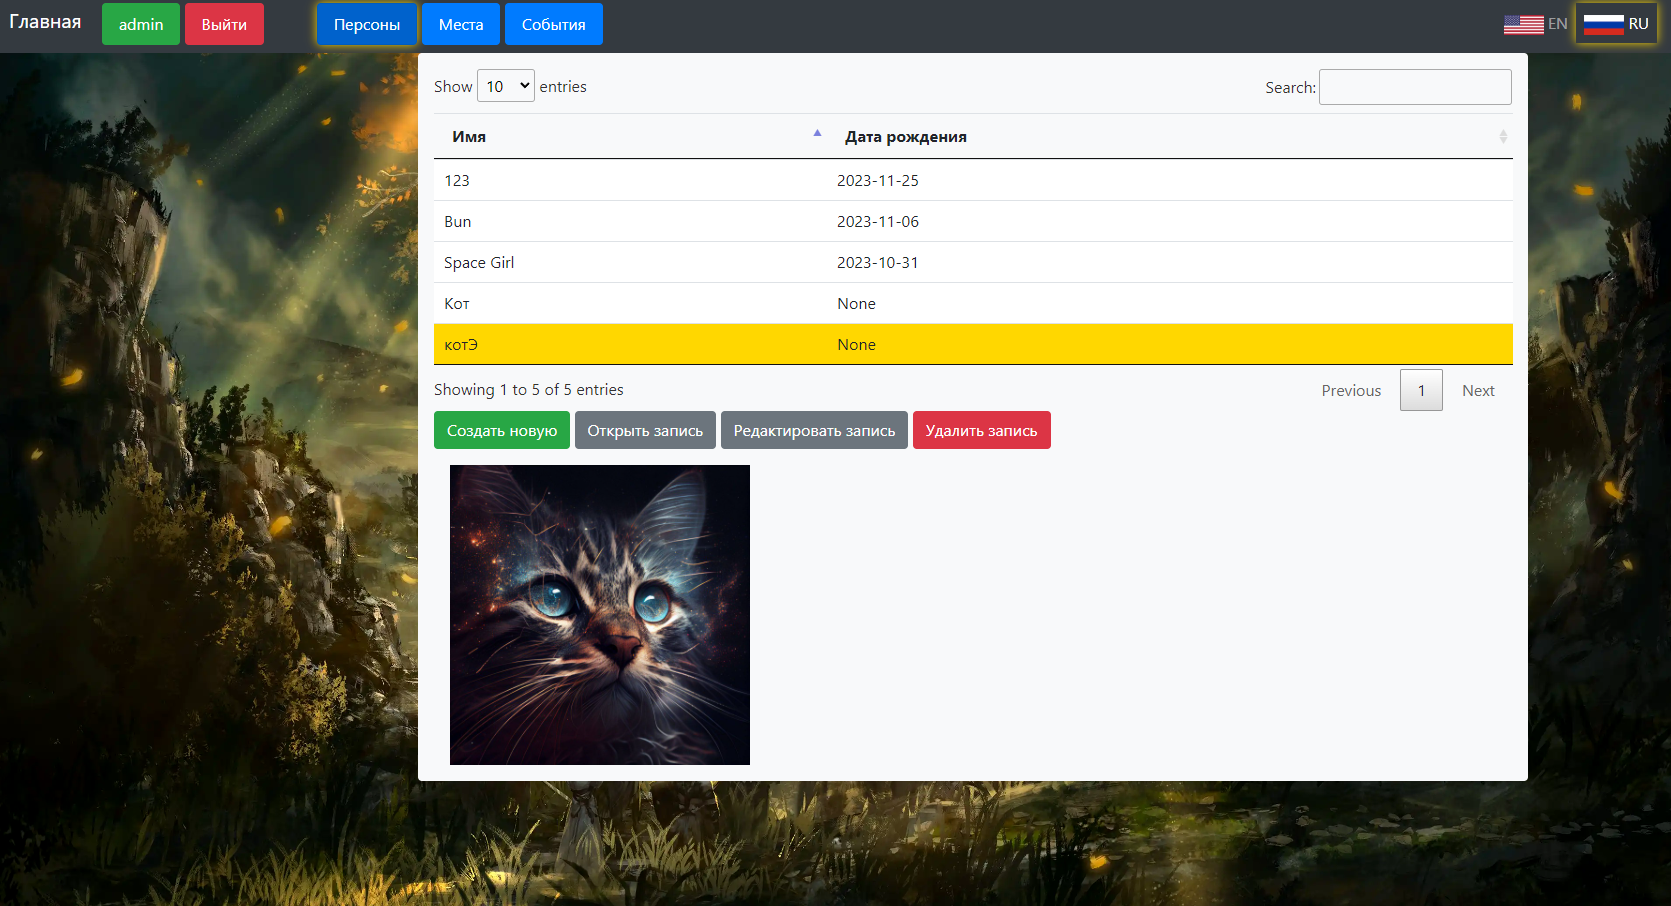 Главная admin Выйти Персоны Места События EN RU
Show 10 entries Search:
Имя Дата рождения
123 2023-11-25
Bun 2023-11-06
Space Girl 2023-10-31
Кот None
котЭ None
Showing 1 to 5 of 5 entries Previous 1 Next
Создать новую Открыть запись Редактировать запись Удалить запись